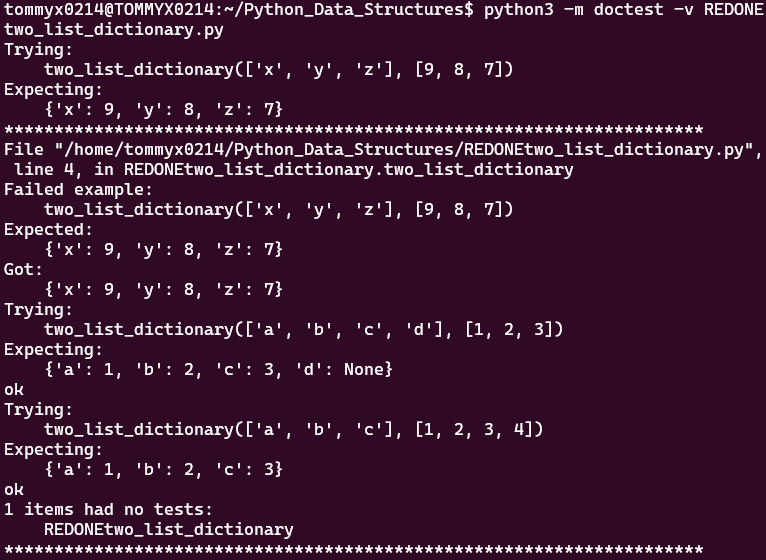 tommyx0214@TOMMYX0214:~/Python_Data_Structures$ python3 -m doctest -v REDONE
two_list_dictionary.py
Trying:
    two_list_dictionary(['x', 'y', 'z'], [9, 8, 7])
Expecting:
    {'x': 9, 'y': 8, 'z': 7}
**********************************************************************
File "/home/tommyx0214/Python_Data_Structures/REDONEtwo_list_dictionary.py",
 line 4, in REDONEtwo_list_dictionary.two_list_dictionary
Failed example:
    two_list_dictionary(['x', 'y', 'z'], [9, 8, 7])
Expected:
    {'x': 9, 'y': 8, 'z': 7}
Got:
    {'x': 9, 'y': 8, 'z': 7}
Trying:
    two_list_dictionary(['a', 'b', 'c', 'd'], [1, 2, 3])
Expecting:
    {'a': 1, 'b': 2, 'c': 3, 'd': None}
ok
Trying:
    two_list_dictionary(['a', 'b', 'c'], [1, 2, 3, 4])
Expecting:
    {'a': 1, 'b': 2, 'c': 3}
ok
1 items had no tests:
    REDONEtwo_list_dictionary
**********************************************************************